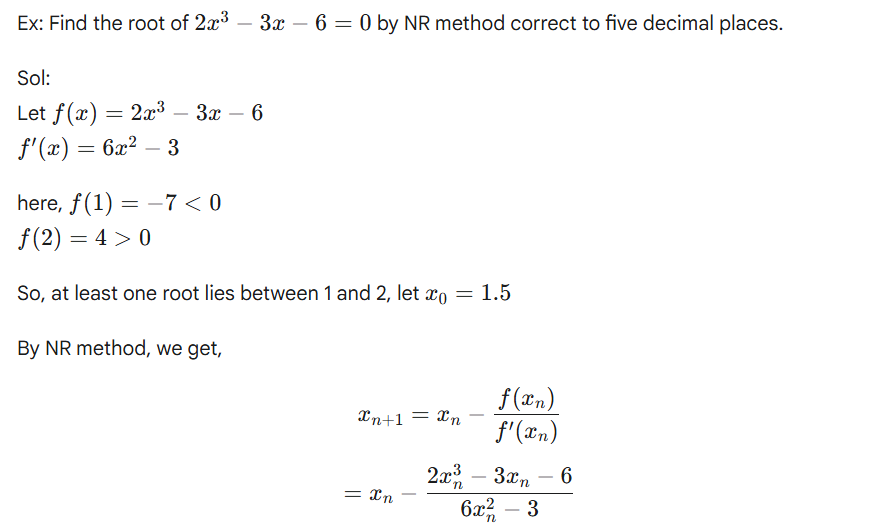 Ex: Find the root of 2x³ − 3x − 6 = 0 by NR method correct to five decimal places.
Sol:
Let f(x) = 2x³ − 3x − 6
f′(x) = 6x² − 3
here, f(1) = −7 < 0
f(2) = 4 > 0
So, at least one root lies between 1 and 2, let x₀ = 1.5
By NR method, we get,
xₙ₊₁ = xₙ − f(xₙ) / f′(xₙ)
= xₙ − (2xₙ³ − 3xₙ − 6) / (6xₙ² − 3)